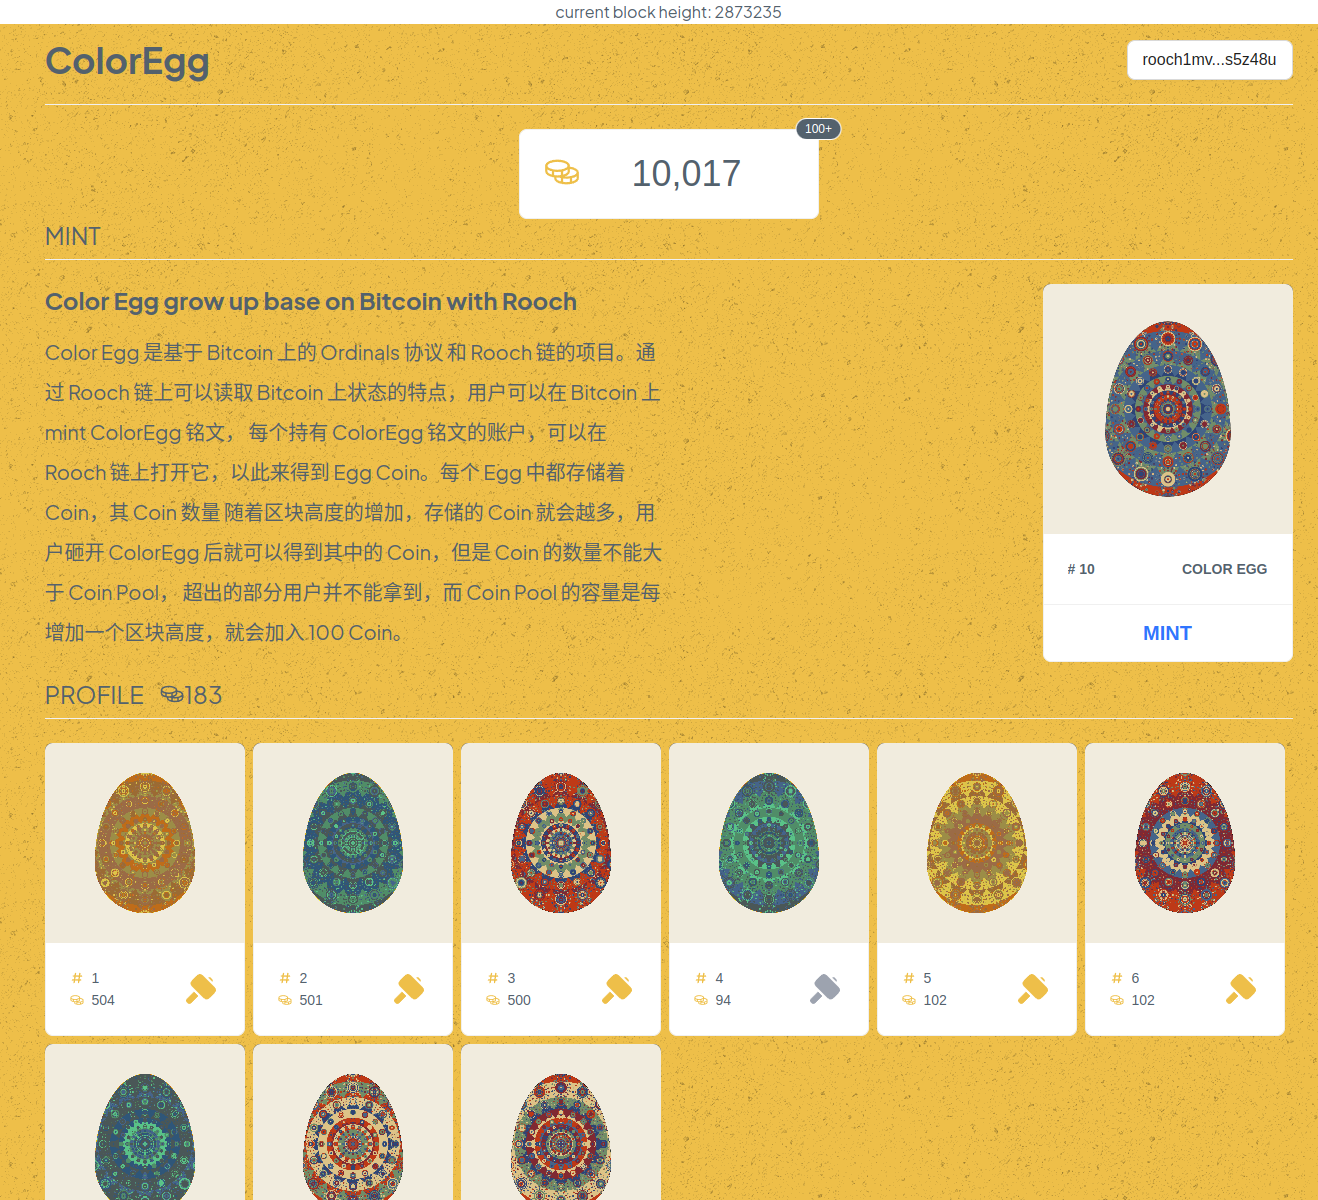 current block height: 2873235
ColorEgg
rooch1mv...s5z48u
100+
10,017
MINT
Color Egg grow up base on Bitcoin with Rooch
Color Egg 是基于 Bitcoin 上的 Ordinals 协议 和 Rooch 链的项目。通
过 Rooch 链上可以读取 Bitcoin 上状态的特点，用户可以在 Bitcoin 上
mint ColorEgg 铭文， 每个持有 ColorEgg 铭文的账户，可以在
Rooch 链上打开它，以此来得到 Egg Coin。每个 Egg 中都存储着
Coin，其 Coin 数量 随着区块高度的增加，存储的 Coin 就会越多，用
户砸开 ColorEgg 后就可以得到其中的 Coin，但是 Coin 的数量不能大
于 Coin Pool， 超出的部分用户并不能拿到，而 Coin Pool 的容量是每
增加一个区块高度，就会加入 100 Coin。
# 10
COLOR EGG
MINT
PROFILE 183
# 1
504
# 2
501
# 3
500
# 4
94
# 5
102
# 6
102